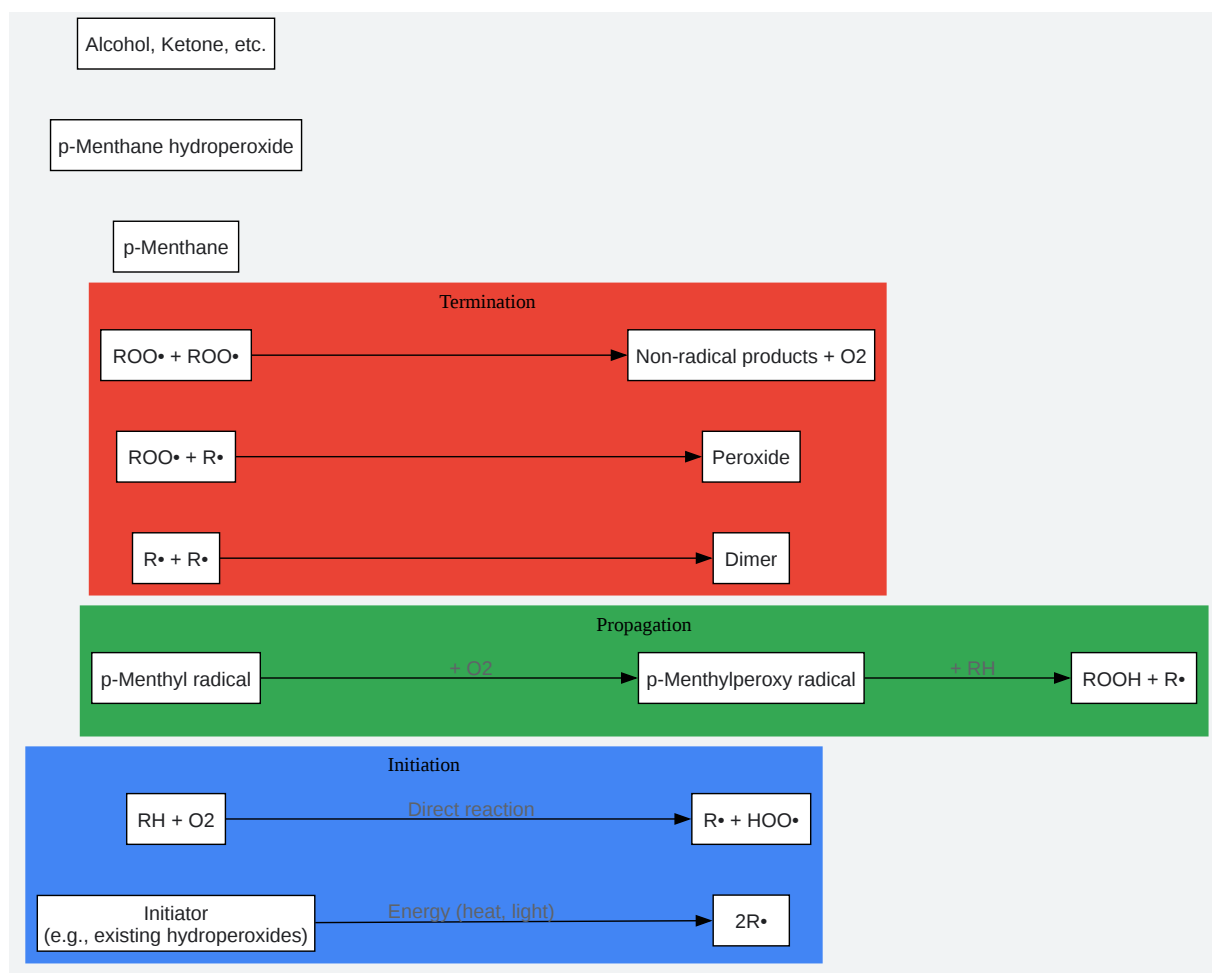 Alcohol, Ketone, etc.
p-Menthane hydroperoxide
p-Menthane
Termination
ROO• + ROO•
Non-radical products + O2
ROO• + R•
Peroxide
R• + R•
Dimer
Propagation
p-Menthyl radical
+ O2
p-Menthylperoxy radical
+ RH
ROOH + R•
Initiation
RH + O2
Direct reaction
R• + HOO•
Initiator
(e.g., existing hydroperoxides)
Energy (heat, light)
2R•